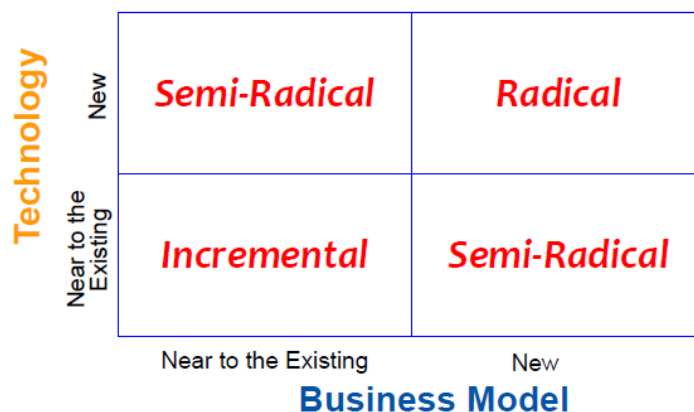 Technology
New
Semi-Radical
Radical
Near to the
Existing
Incremental
Semi-Radical
Near to the Existing
New
Business Model